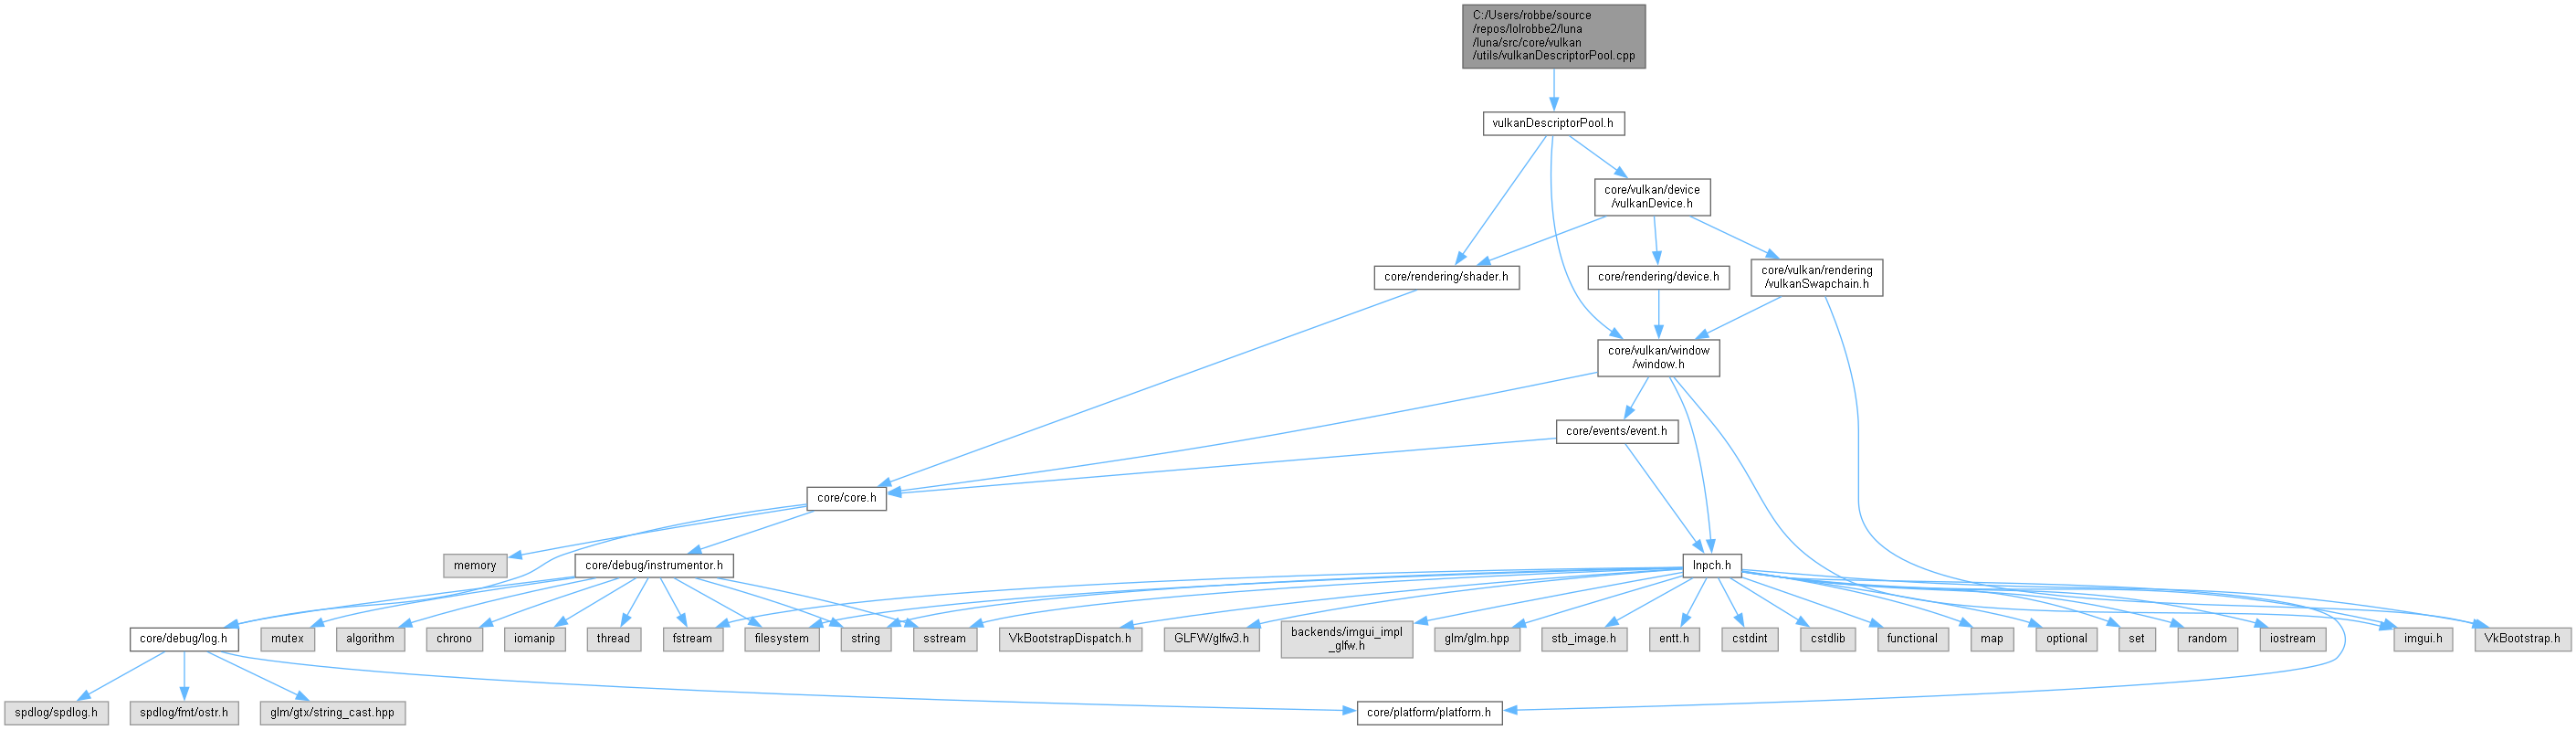 C:/Users/robbe/source
/repos/lolrobbe2/luna
/luna/src/core/vulkan
/utils/vulkanDescriptorPool.cpp
vulkanDescriptorPool.h
core/vulkan/device
/vulkanDevice.h
core/rendering/shader.h
core/rendering/device.h
core/vulkan/rendering
/vulkanSwapchain.h
core/vulkan/window
/window.h
core/events/event.h
core/core.h
memory
core/debug/instrumentor.h
lnpch.h
core/debug/log.h
mutex
algorithm
chrono
iomanip
thread
fstream
filesystem
string
sstream
VkBootstrapDispatch.h
GLFW/glfw3.h
backends/imgui_impl
_glfw.h
glm/glm.hpp
stb_image.h
entt.h
cstdint
cstdlib
functional
map
optional
set
random
iostream
imgui.h
VkBootstrap.h
spdlog/spdlog.h
spdlog/fmt/ostr.h
glm/gtx/string_cast.hpp
core/platform/platform.h